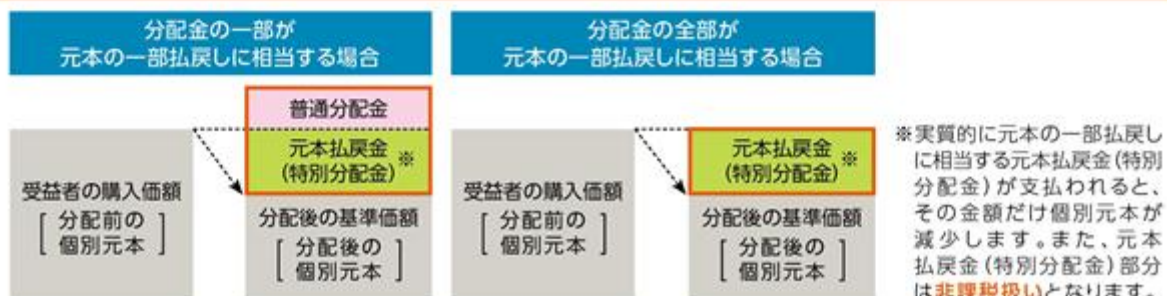 分配金の一部が
元本の一部払戻しに相当する場合
普通分配金
元本払戻金
(特別分配金)※
受益者の購入価額
[ 分配前の
個別元本 ]
分配後の基準価額
[ 分配後の
個別元本 ]
分配金の全部が
元本の一部払戻しに相当する場合
元本払戻金
(特別分配金)※
受益者の購入価額
[ 分配前の
個別元本 ]
分配後の基準価額
[ 分配後の
個別元本 ]
※実質的に元本の一部払戻し
に相当する元本払戻金(特別
分配金)が支払われると、
その金額だけ個別元本が
減少します。また、元本
払戻金(特別分配金)部分
は非課税扱いとなります。